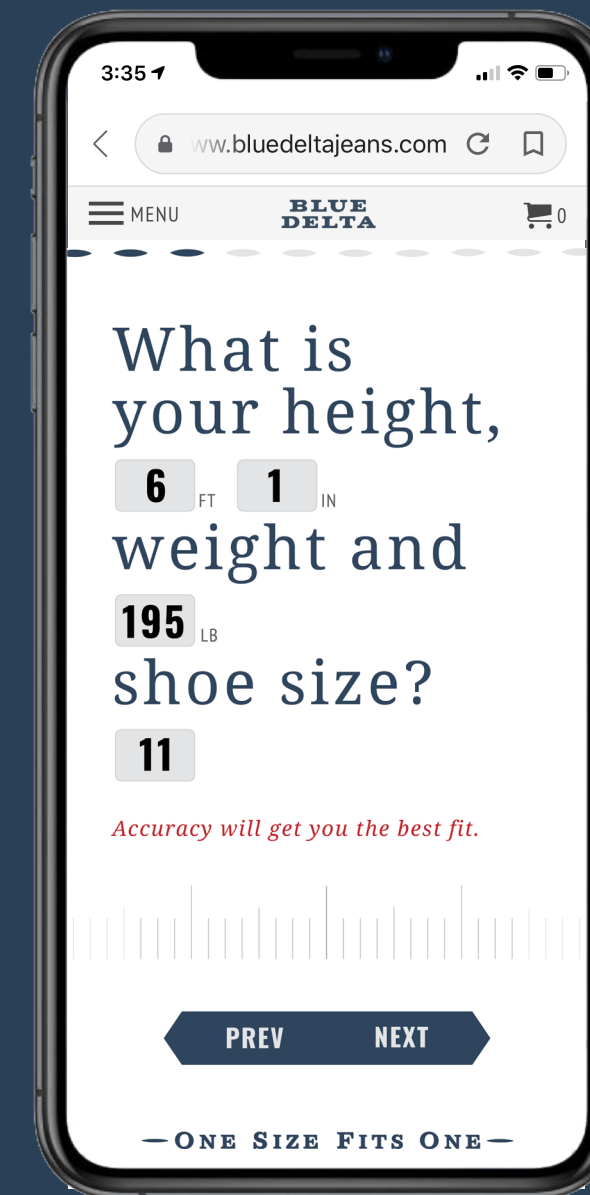 3:35
ww.bluedeltajeans.com
MENU
BLUE
DELTA
0
What is
your height,
6 FT 1 IN
weight and
195 LB
shoe size?
11
Accuracy will get you the best fit.
PREV NEXT
One Size Fits One